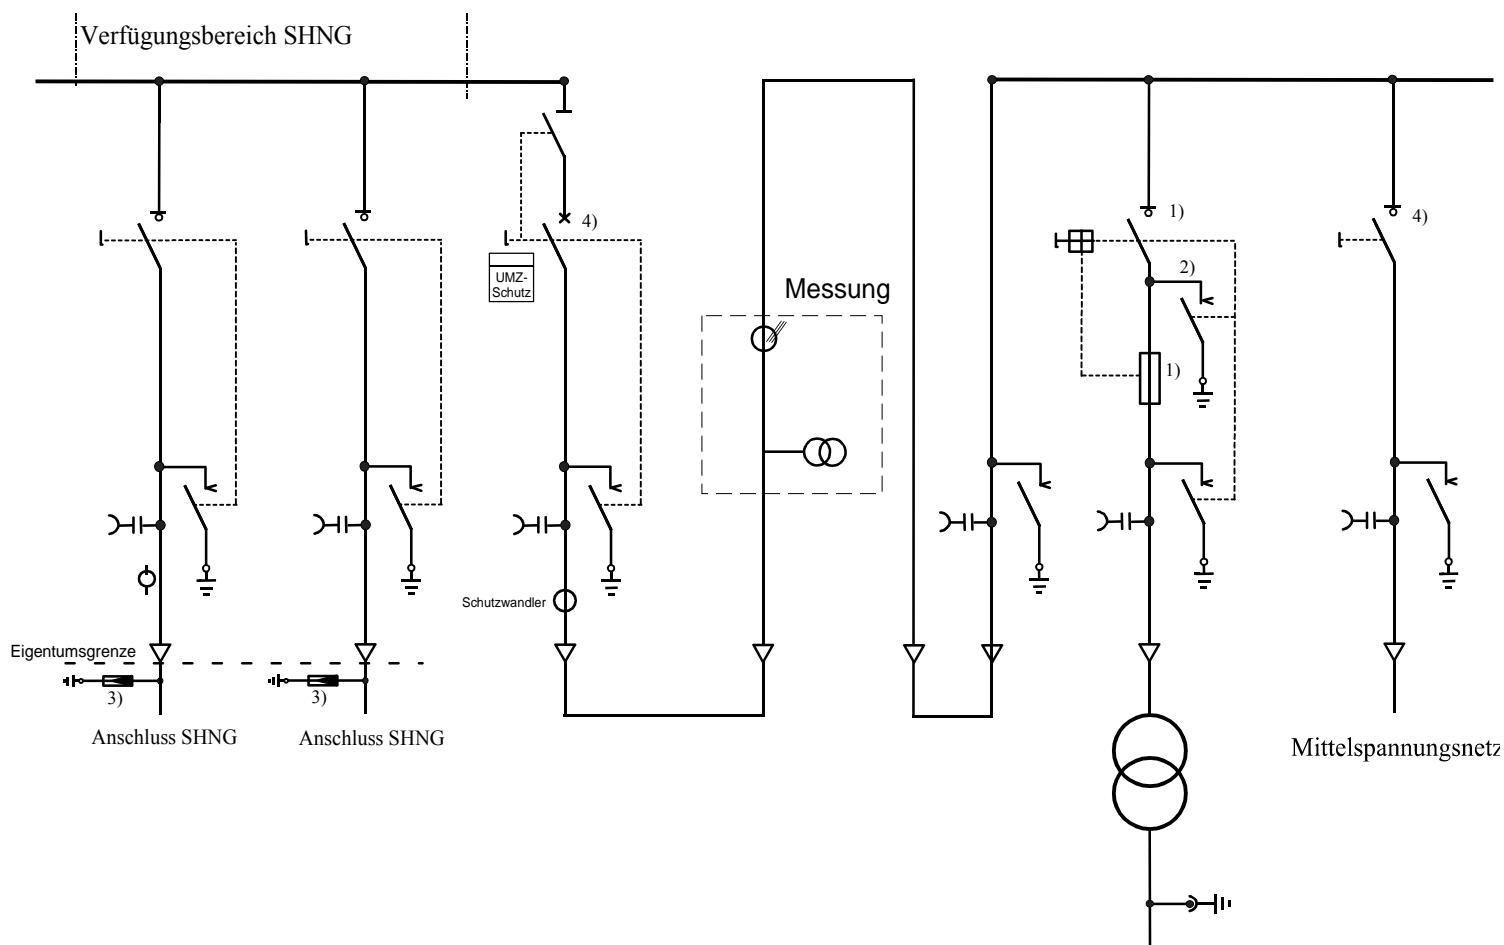 Verfügungsbereich SHNG
4)
UMZ-
Schutz
Messung
1)
2)
1)
4)
Schutzwandler
Eigentumsgrenze
3)
3)
Anschluss SHNG
Anschluss SHNG
Mittelspannungsnetz